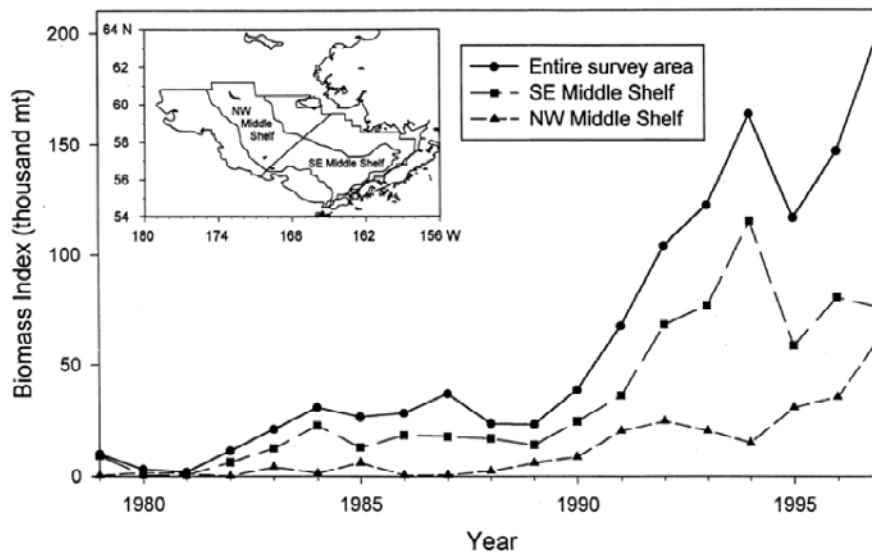 200
150
100
50
0
Biomass Index (thousand mt)
64 N
62
60
58
56
54
180
174
168
162
156 W
NW
Middle
Shelf
SE Middle Shelf
Entire survey area
SE Middle Shelf
NW Middle Shelf
1980
1985
1990
1995
Year